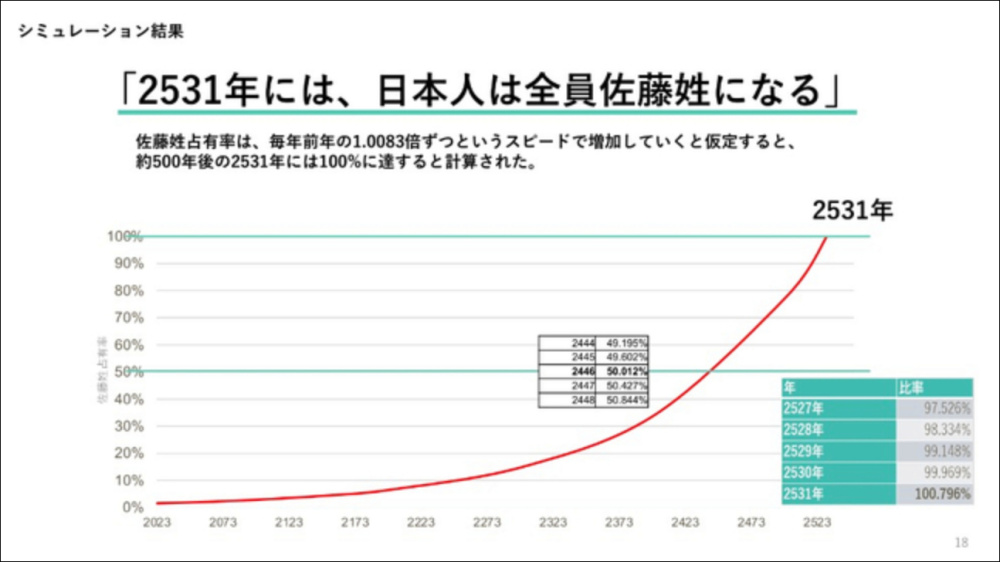 シミュレーション結果
「2531年には、日本人は全員佐藤姓になる」
佐藤姓占有率は、毎年前年の1.0083倍ずつというスピードで増加していくと仮定すると、
約500年後の2531年には100%に達すると計算された。
2531年
100%
90%
80%
70%
60%
50%
40%
30%
20%
10%
0%
佐藤姓占有率
2444 49.195%
2445 49.602%
2446 50.012%
2447 50.427%
2448 50.844%
年 比率
2527年 97.526%
2528年 98.334%
2529年 99.148%
2530年 99.969%
2531年 100.796%
2023 2073 2123 2173 2223 2273 2323 2373 2423 2473 2523
18